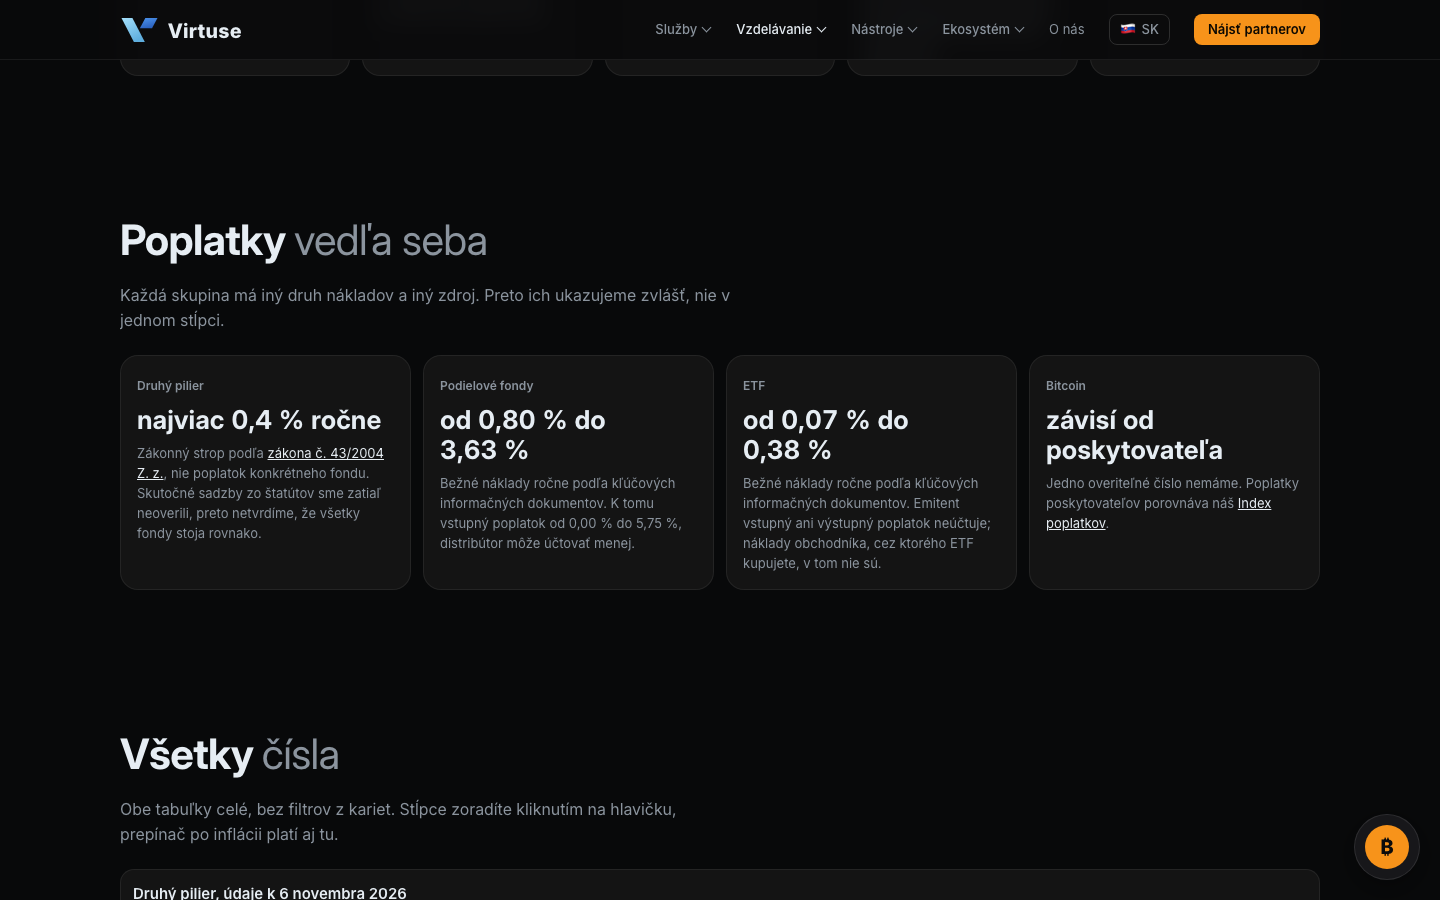 Virtuse
Služby
Vzdelávanie
Nástroje
Ekosystém
O nás
SK
Nájsť partnerov
Poplatky vedľa seba
Každá skupina má iný druh nákladov a iný zdroj. Preto ich ukazujeme zvlášť, nie v
jednom stĺpci.
Druhý pilier
najviac 0,4 % ročne
Zákonný strop podľa zákona č. 43/2004
Z. z., nie poplatok konkrétneho fondu.
Skutočné sadzby zo štatútov sme zatiaľ
neoverili, preto netvrdíme, že všetky
fondy stoja rovnako.
Podielové fondy
od 0,80 % do
3,63 %
Bežné náklady ročne podľa kľúčových
informačných dokumentov. K tomu
vstupný poplatok od 0,00 % do 5,75 %,
distribútor môže účtovať menej.
ETF
od 0,07 % do
0,38 %
Bežné náklady ročne podľa kľúčových
informačných dokumentov. Emitent
vstupný ani výstupný poplatok neúčtuje;
náklady obchodníka, cez ktorého ETF
kupujete, v tom nie sú.
Bitcoin
závisí od
poskytovateľa
Jedno overiteľné číslo nemáme. Poplatky
poskytovateľov porovnáva náš Index
poplatkov.
Všetky čísla
Obe tabuľky celé, bez filtrov z kariet. Stĺpce zoradíte kliknutím na hlavičku,
prepínač po inflácii platí aj tu.
Druhý pilier, údaje k 6 novembra 2026